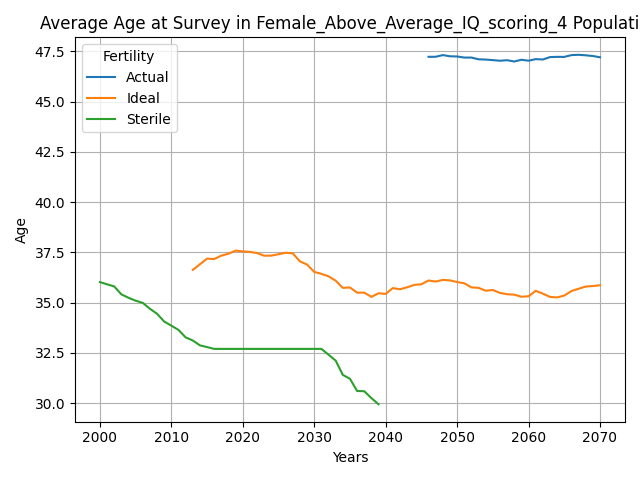 Average Age at Survey in Female_Above_Average_IQ_scoring_4 Populati
Fertility
Actual
Ideal
Sterile
47.5
45.0
42.5
40.0
37.5
35.0
32.5
30.0
Age
2000 2010 2020 2030 2040 2050 2060 2070
Years